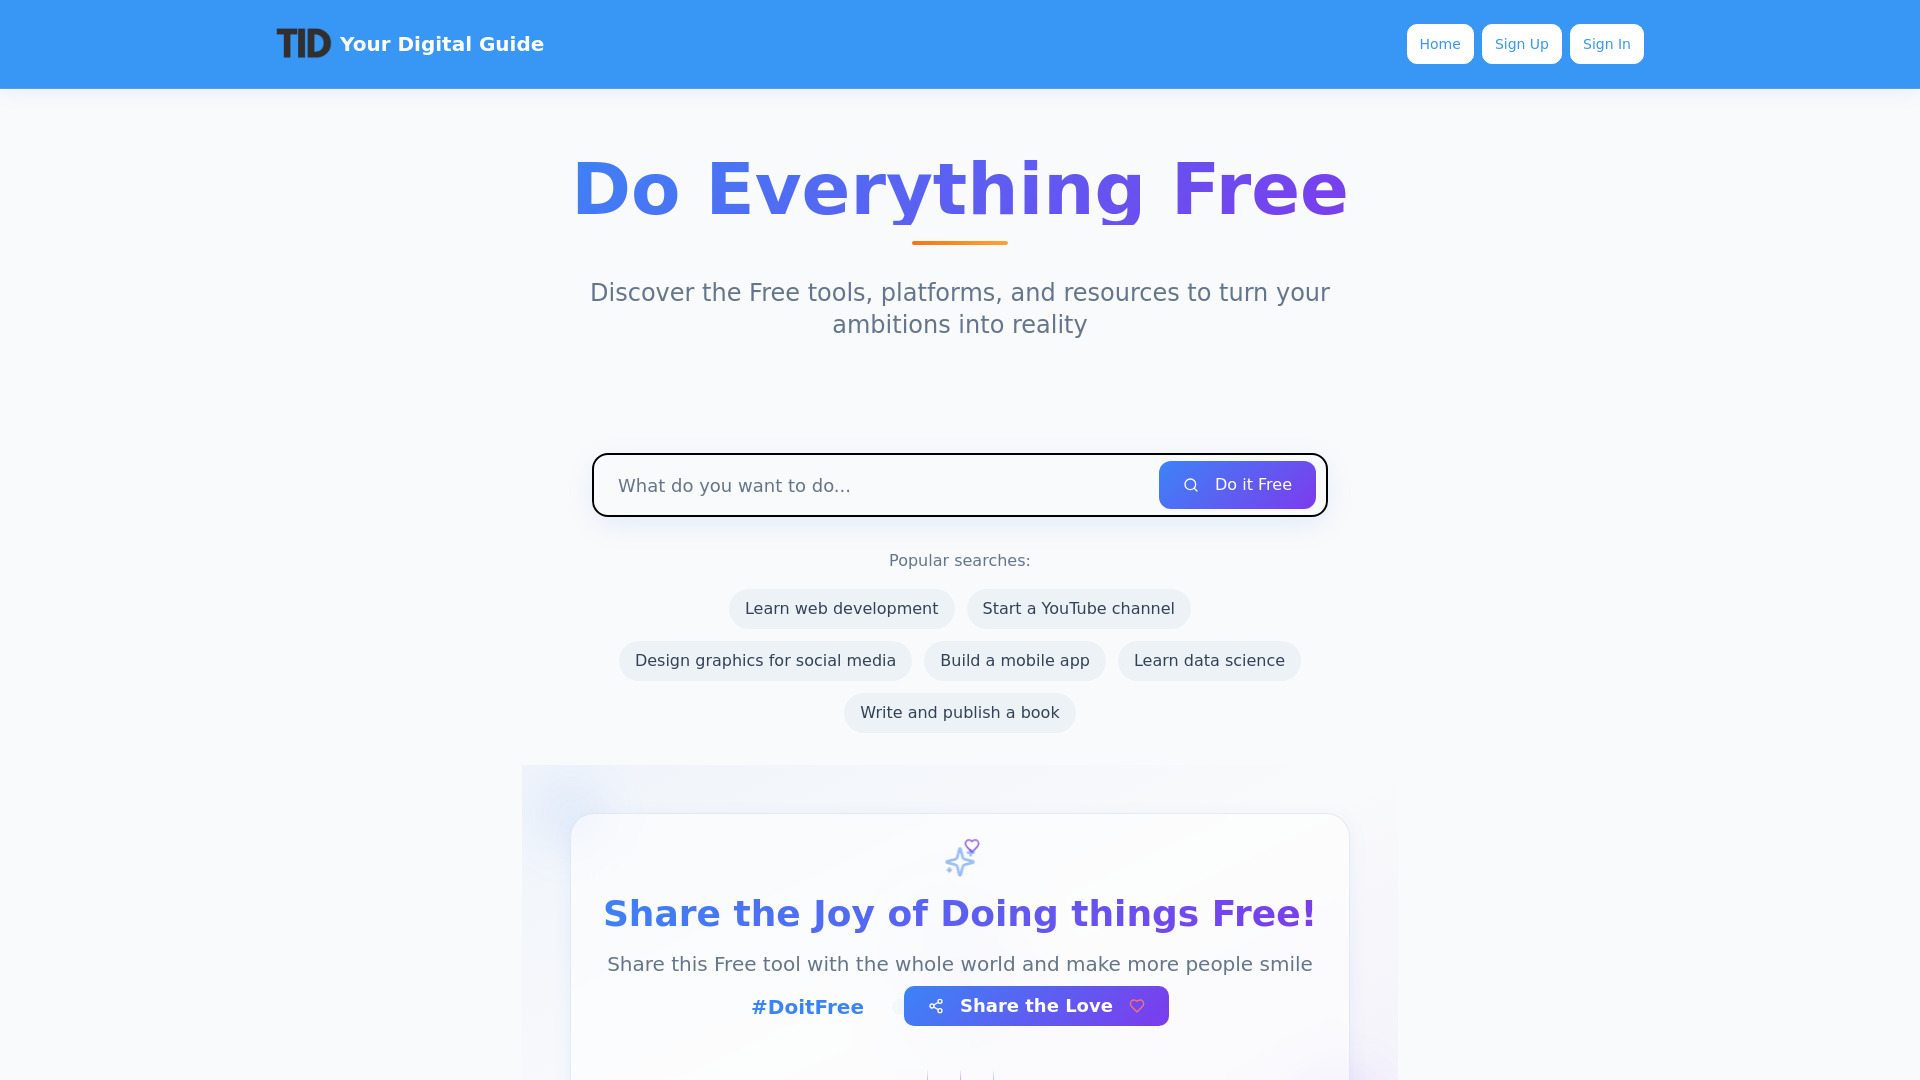 TID Your Digital Guide
Home
Sign Up
Sign In
Do Everything Free
Discover the Free tools, platforms, and resources to turn your
ambitions into reality
What do you want to do...
Do it Free
Popular searches:
Learn web development
Start a YouTube channel
Design graphics for social media
Build a mobile app
Learn data science
Write and publish a book
Share the Joy of Doing things Free!
Share this Free tool with the whole world and make more people smile
#DoitFree
Share the Love